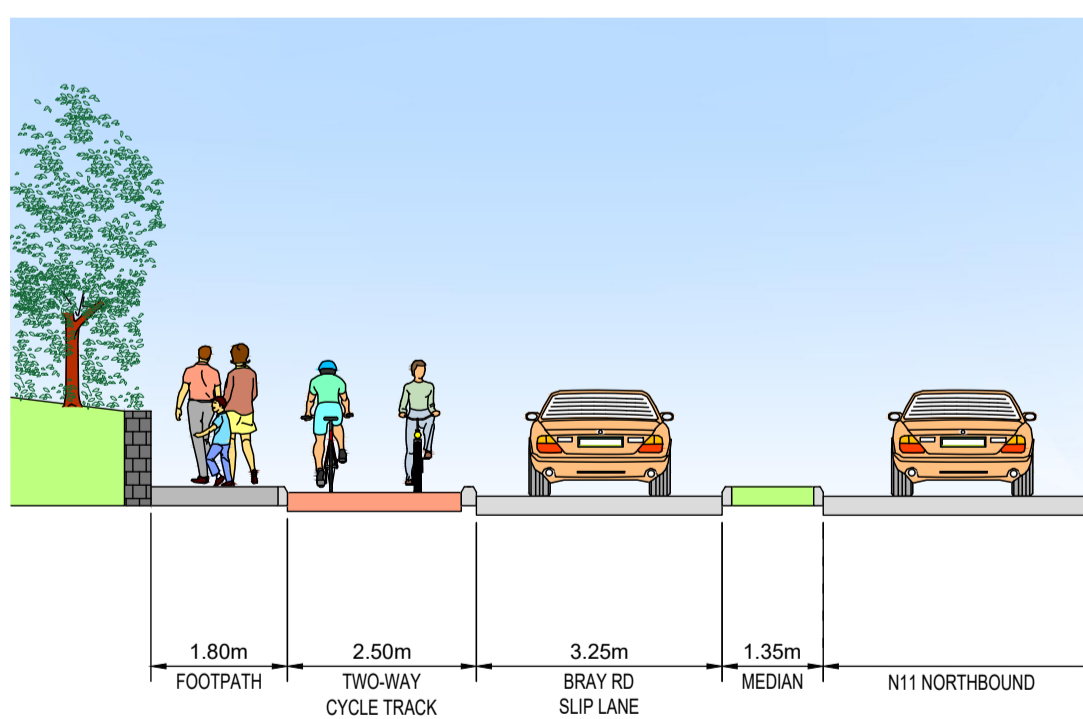 1.80m
2.50m
3.25m
1.35m
FOOTPATH
TWO-WAY
CYCLE TRACK
BRAY RD
SLIP LANE
MEDIAN
N11 NORTHBOUND